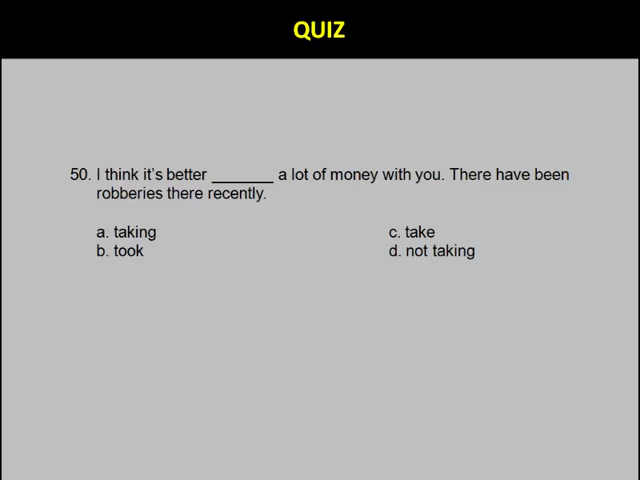 QUIZ
50. I think it's better _______ a lot of money with you. There have been
robberies there recently.
a. taking
c. take
b. took
d. not taking